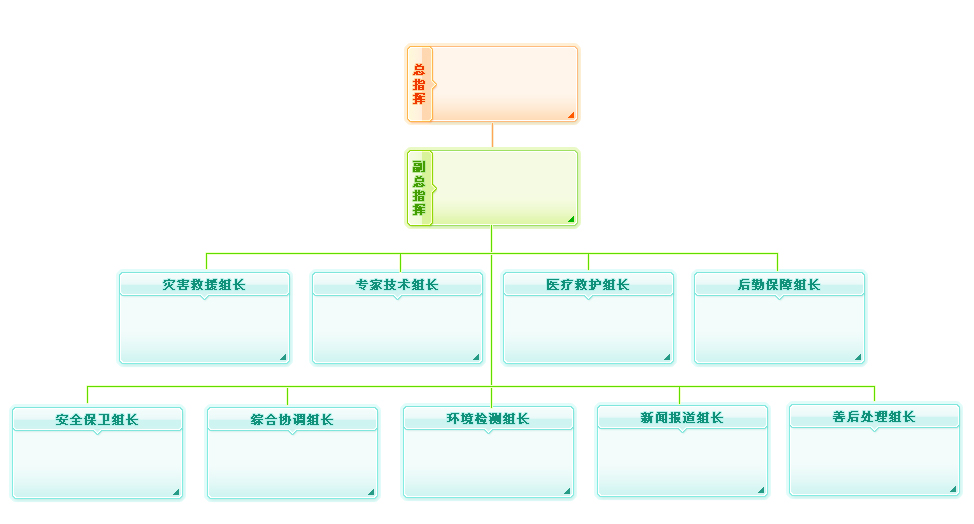 总指挥
副总指挥
灾害救援组长
专家技术组长
医疗救护组长
后勤保障组长
安全保卫组长
综合协调组长
环境检测组长
新闻报道组长
善后处理组长